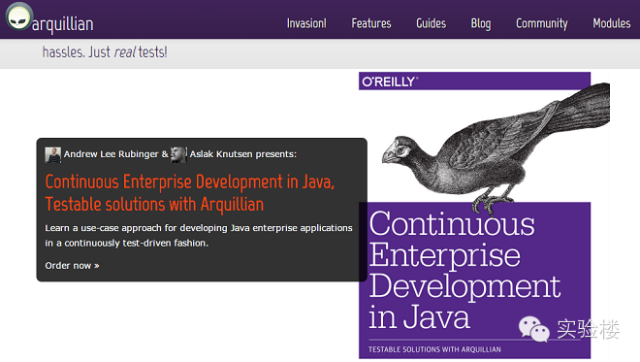 arquillian
Invasion! Features Guides Blog Community Modules
hassles. Just real tests!
Andrew Lee Rubinger & Aslak Knutsen presents:
Continuous Enterprise Development in Java,
Testable solutions with Arquillian
Learn a use-case approach for developing Java enterprise applications
in a continuously test-driven fashion.
Order now »
O'REILLY®
Continuous
Enterprise
Development
in Java
TESTABLE SOLUTIONS WITH ARQUILLIAN
实验楼